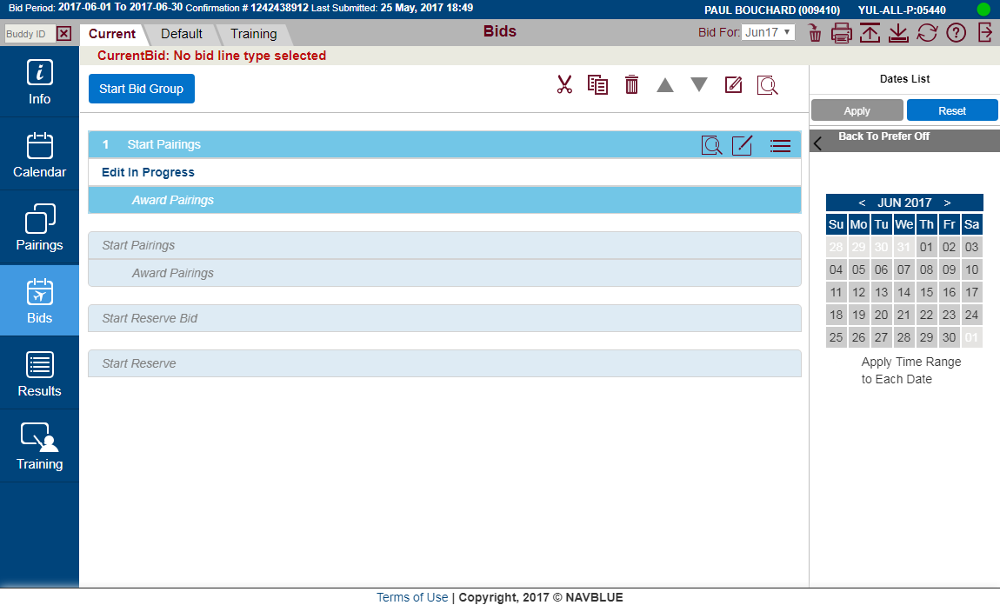 Bid Period: 2017-06-01 To 2017-06-30 Confirmation # 1242438912 Last Submitted: 25 May, 2017 18:49 PAUL BOUCHARD (009410) YUL-ALL-P:05440
Buddy ID Current Default Training Bids Bid For: Jun17
CurrentBid: No bid line type selected
Info
Calendar
Pairings
Bids
Results
Training
Start Bid Group
1 Start Pairings
Edit In Progress
Award Pairings
Start Pairings
Award Pairings
Start Reserve Bid
Start Reserve
Dates List
Apply Reset
Back To Prefer Off
< JUN 2017 >
Su Mo Tu We Th Fr Sa
28 29 30 31 01 02 03
04 05 06 07 08 09 10
11 12 13 14 15 16 17
18 19 20 21 22 23 24
25 26 27 28 29 30 01
Apply Time Range
to Each Date
Terms of Use | Copyright, 2017 © NAVBLUE